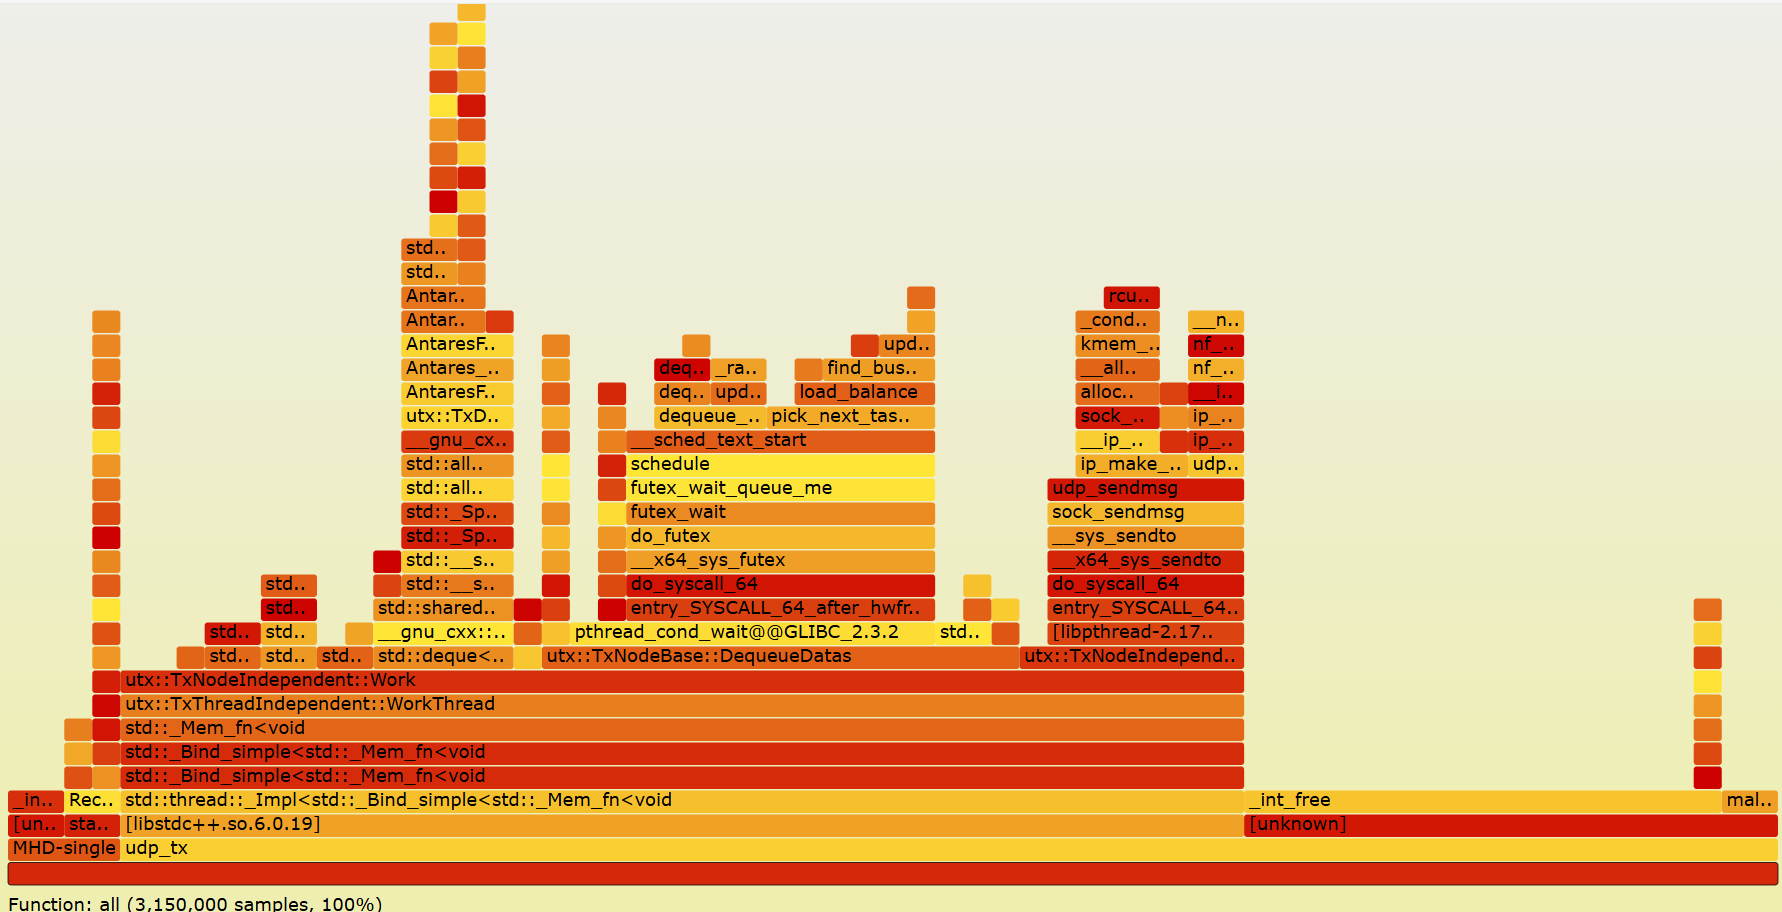 std..
std..
Antar.. rcu..
Antar.. _cond.. __n..
AntaresF.. upd.. kmem_.. nf_..
Antares_.. deq.. _ra.. find_bus.. __all.. nf_..
AntaresF.. deq.. upd.. load_balance alloc.. __i..
utx::TxD.. dequeue_.. pick_next_tas.. sock_.. ip_..
__gnu_cx.. __sched_text_start __ip_.. ip_..
std::all.. schedule ip_make_.. udp..
std::all.. futex_wait_queue_me udp_sendmsg
std::_Sp.. futex_wait sock_sendmsg
std::_Sp.. do_futex __sys_sendto
std::__s.. __x64_sys_futex __x64_sys_sendto
std.. std::__s.. do_syscall_64 do_syscall_64
std.. std::shared.. entry_SYSCALL_64_after_hwfr.. entry_SYSCALL_64..
std.. std.. __gnu_cxx::.. pthread_cond_wait@@GLIBC_2.3.2 std.. [libpthread-2.17..
std.. std.. std.. std::deque<.. utx::TxNodeBase::DequeueDatas utx::TxNodeIndepend..
utx::TxNodeIndependent::Work
utx::TxThreadIndependent::WorkThread
std::_Mem_fn<void
std::_Bind_simple<std::_Mem_fn<void
std::_Bind_simple<std::_Mem_fn<void
_in.. Rec.. std::thread::_Impl<std::_Bind_simple<std::_Mem_fn<void _int_free mal..
[un.. sta.. [libstdc++.so.6.0.19] [unknown]
MHD-single udp_tx
Function: all (3,150,000 samples, 100%)